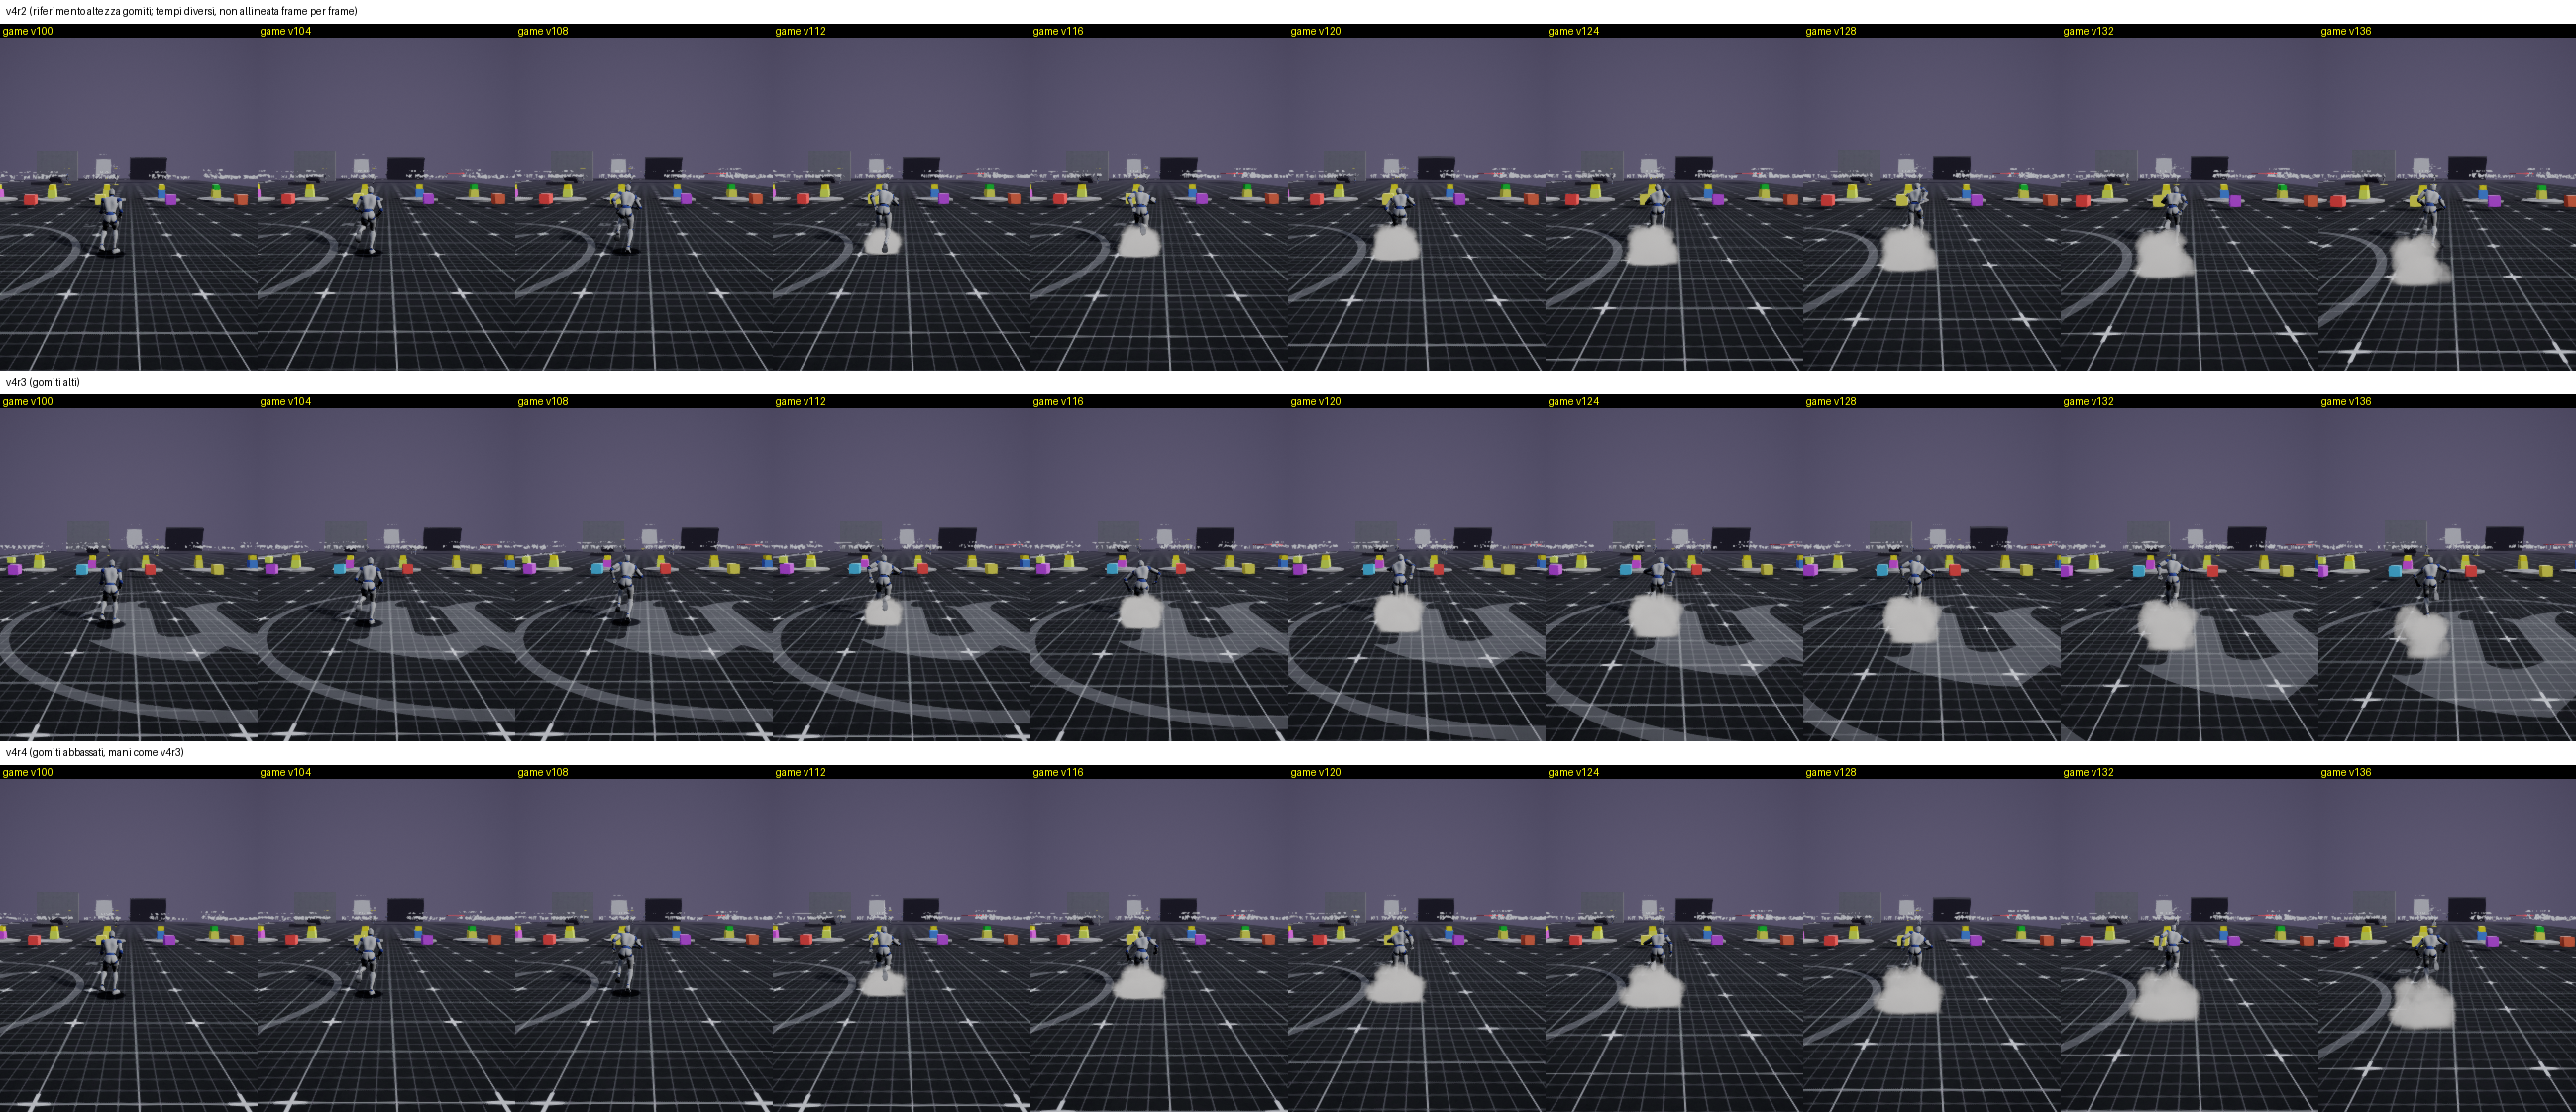 v4r2 (riferimento altezza gomiti; tempi diversi, non allineata frame per frame)
game v100 game v104 game v108 game v112 game v116 game v120 game v124 game v128 game v132 game v136
v4r3 (gomiti alti)
game v100 game v104 game v108 game v112 game v116 game v120 game v124 game v128 game v132 game v136
v4r4 (gomiti abbassati, mani come v4r3)
game v100 game v104 game v108 game v112 game v116 game v120 game v124 game v128 game v132 game v136